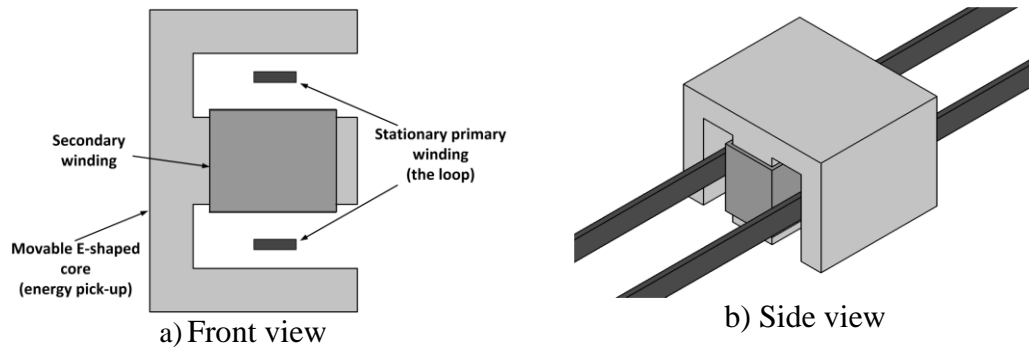 Secondary
winding
Stationary primary
winding
(the loop)
Movable E-shaped
core
(energy pick-up)
a) Front view
b) Side view